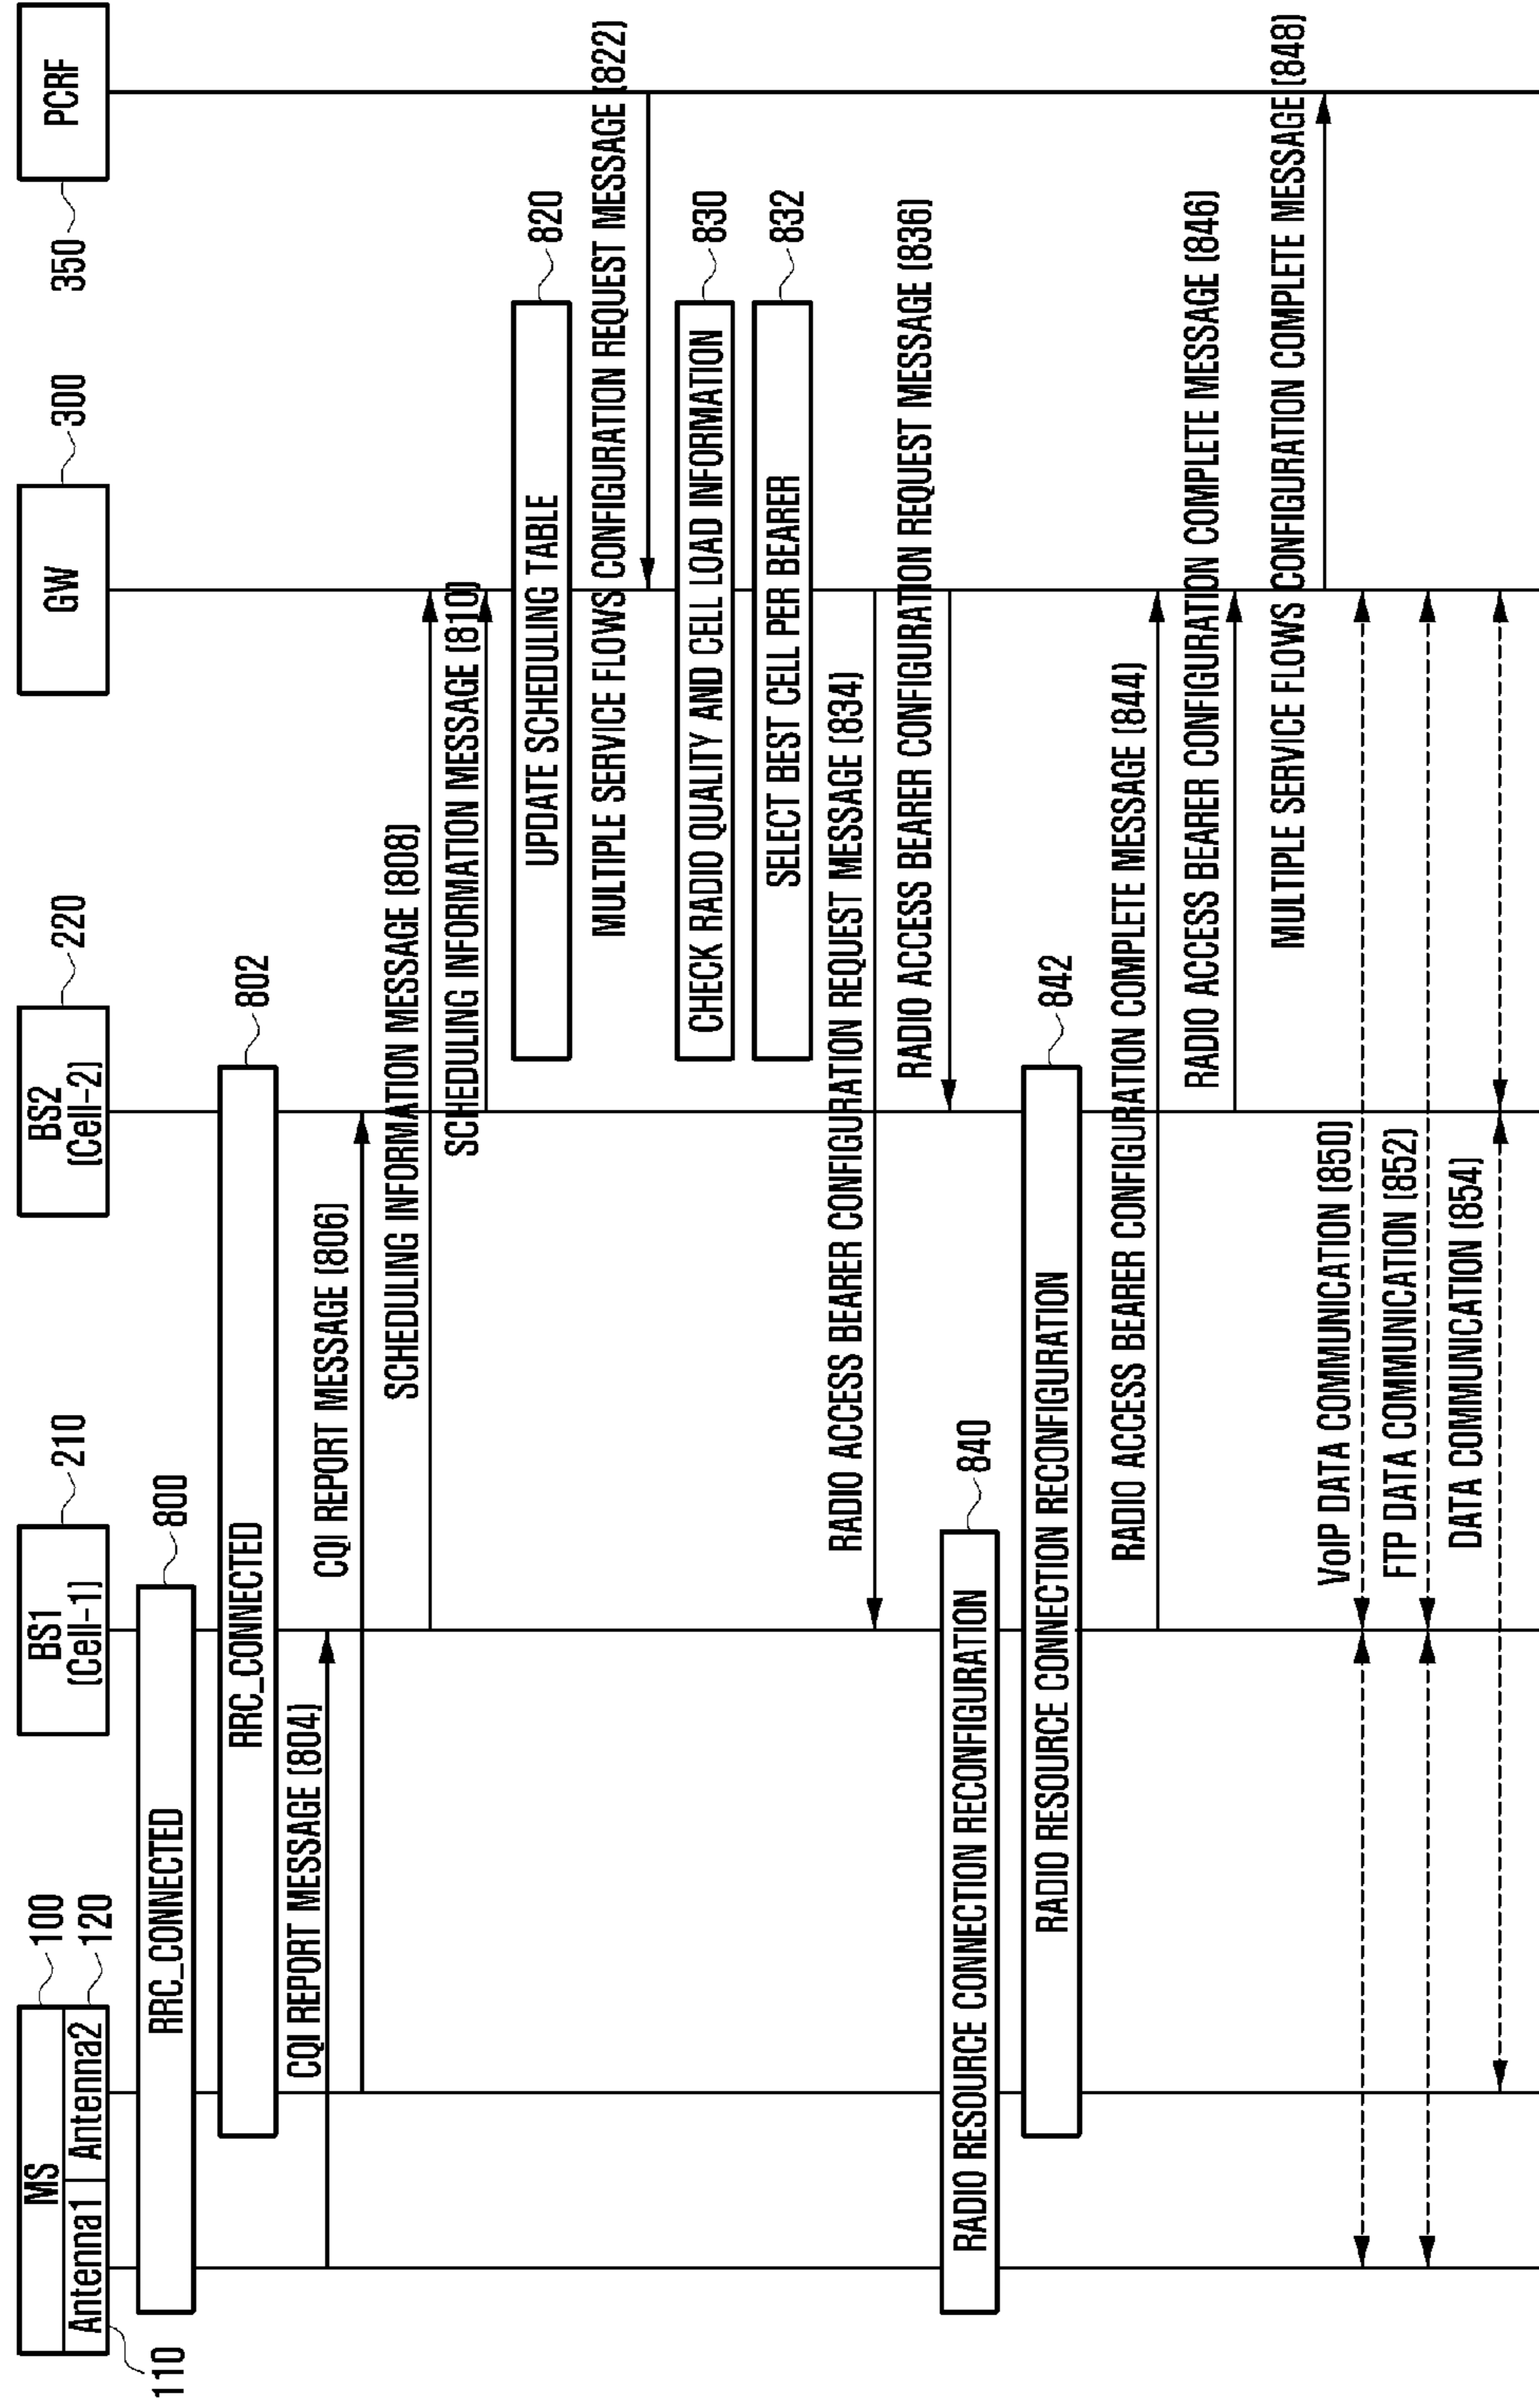 MS
100
Antenna1
Antenna2
120
110
BS1
(Cell-1)
210
BS2
(Cell-2)
220
GW
300
PCRF
350
RRC_CONNECTED
800
RRC_CONNECTED
802
CQI REPORT MESSAGE (804)
CQI REPORT MESSAGE (806)
SCHEDULING INFORMATION MESSAGE (808)
SCHEDULING INFORMATION MESSAGE (810)
UPDATE SCHEDULING TABLE
820
MULTIPLE SERVICE FLOWS CONFIGURATION REQUEST MESSAGE (822)
CHECK RADIO QUALITY AND CELL LOAD INFORMATION
830
SELECT BEST CELL PER BEARER
832
RADIO ACCESS BEARER CONFIGURATION REQUEST MESSAGE (834)
RADIO ACCESS BEARER CONFIGURATION REQUEST MESSAGE (836)
RADIO RESOURCE CONNECTION RECONFIGURATION
840
RADIO RESOURCE CONNECTION RECONFIGURATION
842
RADIO ACCESS BEARER CONFIGURATION COMPLETE MESSAGE (844)
RADIO ACCESS BEARER CONFIGURATION COMPLETE MESSAGE (846)
MULTIPLE SERVICE FLOWS CONFIGURATION COMPLETE MESSAGE (848)
VoIP DATA COMMUNICATION (850)
FTP DATA COMMUNICATION (852)
DATA COMMUNICATION (854)